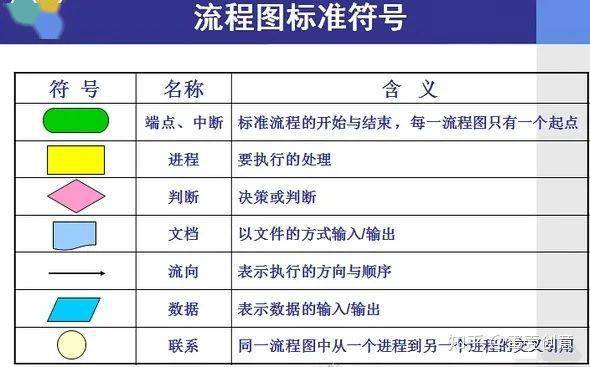 流程图标准符号
符 号 名称 含 义
端点、中断 标准流程的开始与结束，每一流程图只有一个起点
进程 要执行的处理
判断 决策或判断
文档 以文件的方式输入/输出
流向 表示执行的方向与顺序
数据 表示数据的输入/输出
联系 同一流程图中从一个进程到另一个进程的交叉引用
知乎